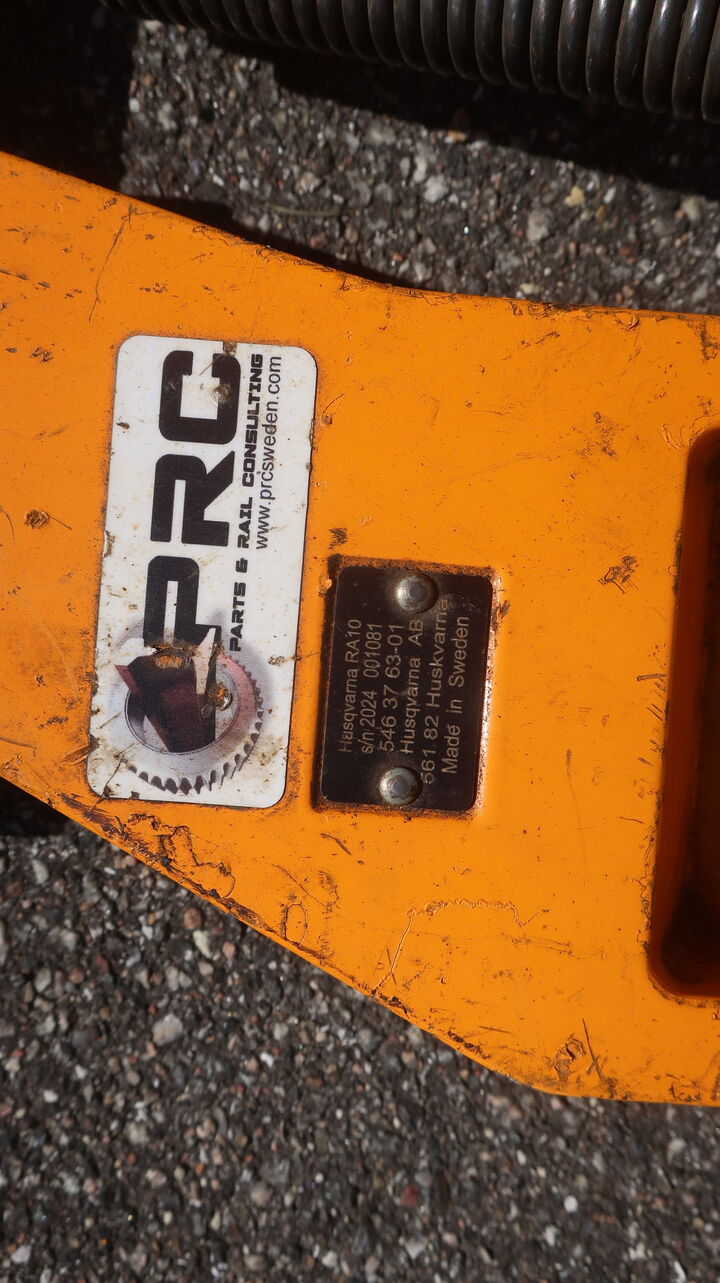 PRC
PARTS & RAIL CONSULTING
www.prcsweden.com
Husqvarna RA10
s/n 2024 001081
546 37 63-01
Husqvarna AB
561 82 Huskvarna
Made in Sweden